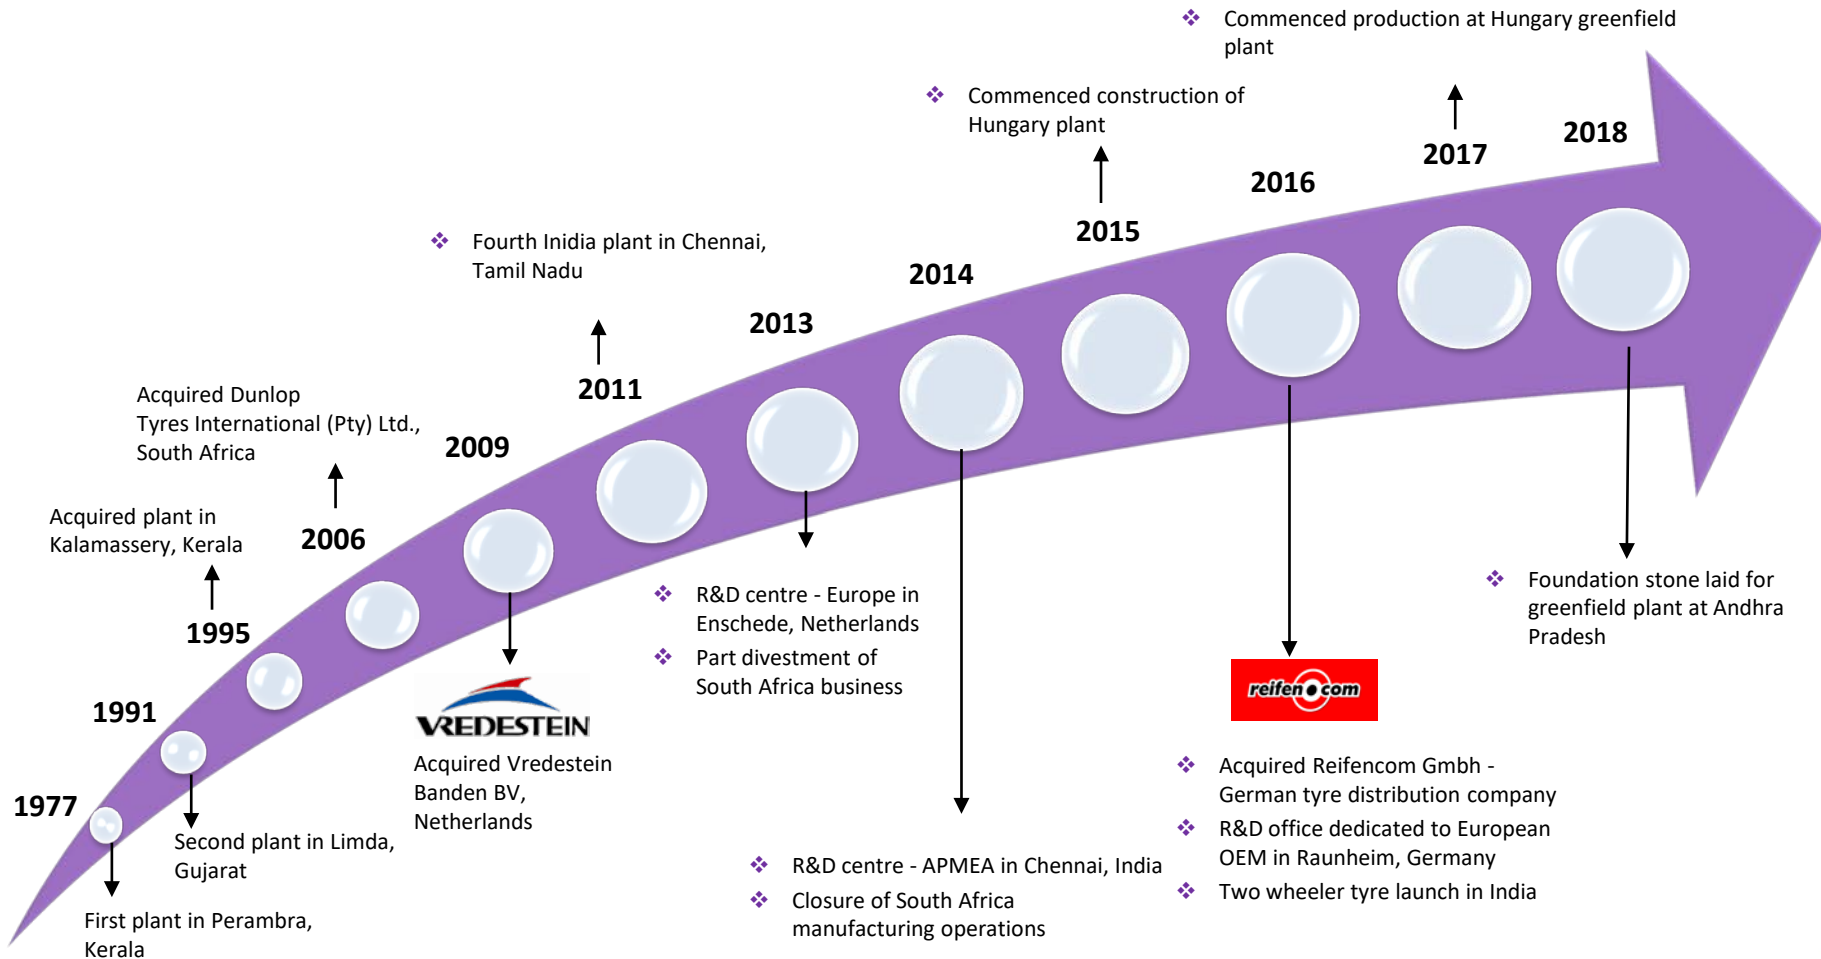 Commenced production at Hungary greenfield
plant
Commenced construction of
Hungary plant
2018
2017
2016
2015
Fourth Inidia plant in Chennai,
Tamil Nadu
2014
2013
2011
Acquired Dunlop
Tyres International (Pty) Ltd.,
South Africa
2009
Acquired plant in
Kalamassery, Kerala
2006
1995
R&D centre - Europe in
Enschede, Netherlands
Part divestment of
South Africa business
Foundation stone laid for
greenfield plant at Andhra
Pradesh
1991
VREDESTEIN
reifen com
Acquired Vredestein
Banden BV,
Netherlands
Acquired Reifencom Gmbh -
German tyre distribution company
R&D office dedicated to European
OEM in Raunheim, Germany
Two wheeler tyre launch in India
1977
Second plant in Limda,
Gujarat
R&D centre - APMEA in Chennai, India
Closure of South Africa
manufacturing operations
First plant in Perambra,
Kerala